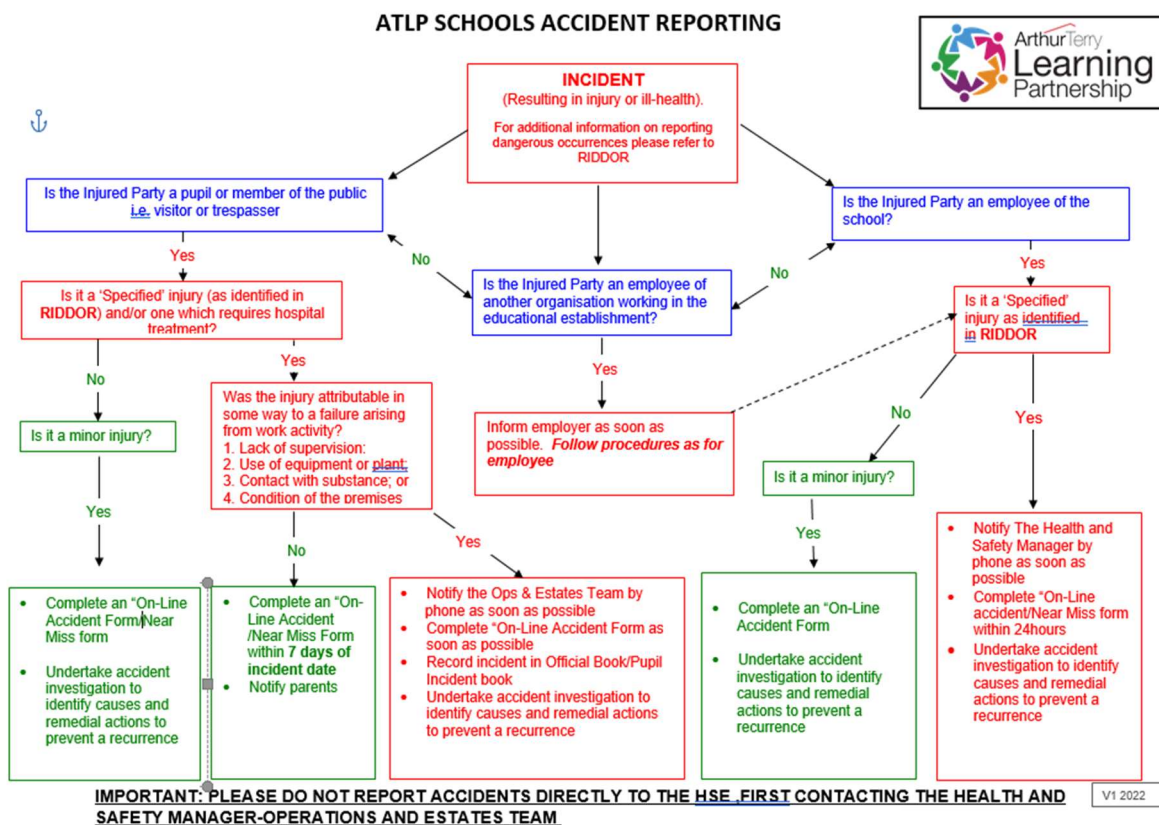 ATLP SCHOOLS ACCIDENT REPORTING
ArthurTerry
Learning
Partnership
INCIDENT
(Resulting in injury or ill-health).
For additional information on reporting
dangerous occurrences please refer to
RIDDOR
Is the Injured Party a pupil or member of the public
i.e. visitor or trespasser
Is the Injured Party an employee of the
school?
Yes
No
Is the Injured Party an employee of
another organisation working in the
educational establishment?
No
Yes
Is it a ‘Specified’ injury (as identified in
RIDDOR) and/or one which requires hospital
treatment?
Is it a ‘Specified’
injury as identified
in RIDDOR
No
Yes
Yes
No
Yes
Was the injury attributable in
some way to a failure arising
from work activity?
1. Lack of supervision:
2. Use of equipment or plant;
3. Contact with substance; or
4. Condition of the premises
Inform employer as soon as
possible. Follow procedures as for
employee
Is it a minor injury?
Is it a minor injury?
Yes
No
Yes
Yes
• Complete an “On-Line
Accident Form/Near
Miss form
• Undertake accident
investigation to
identify causes and
remedial actions to
prevent a recurrence
• Complete an “On-
Line Accident
/Near Miss Form
within 7 days of
incident date
• Notify parents
• Notify the Ops & Estates Team by
phone as soon as possible
• Complete “On-Line Accident Form as
soon as possible
• Record incident in Official Book/Pupil
Incident book
• Undertake accident investigation to
identify causes and remedial actions
to prevent a recurrence
• Complete an “On-Line
Accident Form
• Undertake accident
investigation to identify
causes and remedial
actions to prevent a
recurrence
• Notify The Health and
Safety Manager by
phone as soon as
possible
• Complete “On-Line
accident/Near Miss form
within 24hours
• Undertake accident
investigation to identify
causes and remedial
actions to prevent a
recurrence
IMPORTANT: PLEASE DO NOT REPORT ACCIDENTS DIRECTLY TO THE HSE ,FIRST CONTACTING THE HEALTH AND
SAFETY MANAGER-OPERATIONS AND ESTATES TEAM
V1 2022